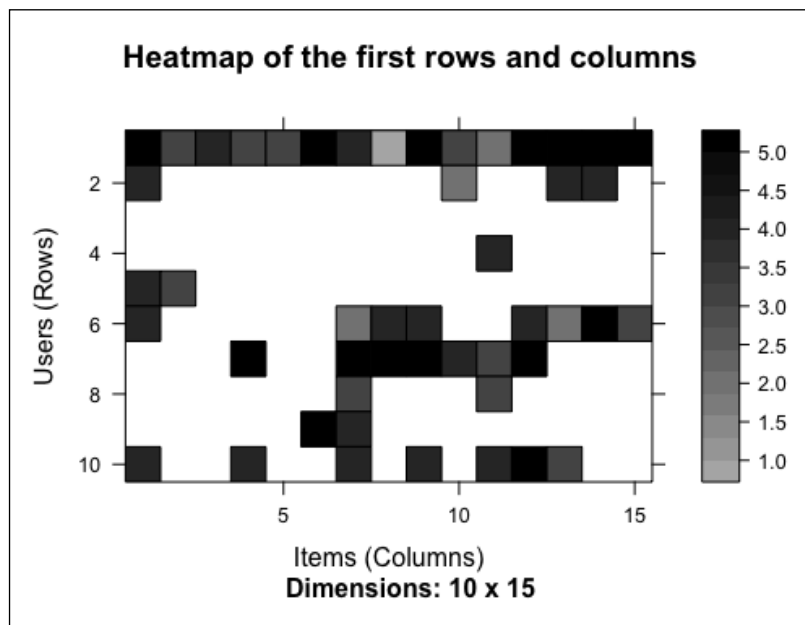 Heatmap of the first rows and columns
Users (Rows)
2
4
6
8
10
5.0
4.5
4.0
3.5
3.0
2.5
2.0
1.5
1.0
5 10 15
Items (Columns)
Dimensions: 10 x 15